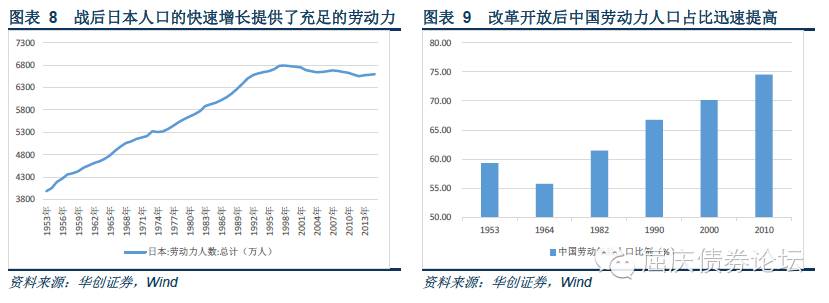 图表 8 战后日本人口的快速增长提供了充足的劳动力
7300
6800
6300
5800
5300
4800
4300
3800
1953年
1956年
1959年
1962年
1965年
1968年
1971年
1974年
1977年
1980年
1983年
1986年
1989年
1992年
1995年
1998年
2001年
2004年
2007年
2010年
2013年
日本:劳动力人数:总计（万人）
资料来源：华创证券，Wind
图表 9 改革开放后中国劳动力人口占比迅速提高
80.00
75.00
70.00
65.00
60.00
55.00
50.00
1953
1964
1982
1990
2000
2010
中国劳动 口比 %）
屈庆债券论坛
资料来源：华创证券，Wind